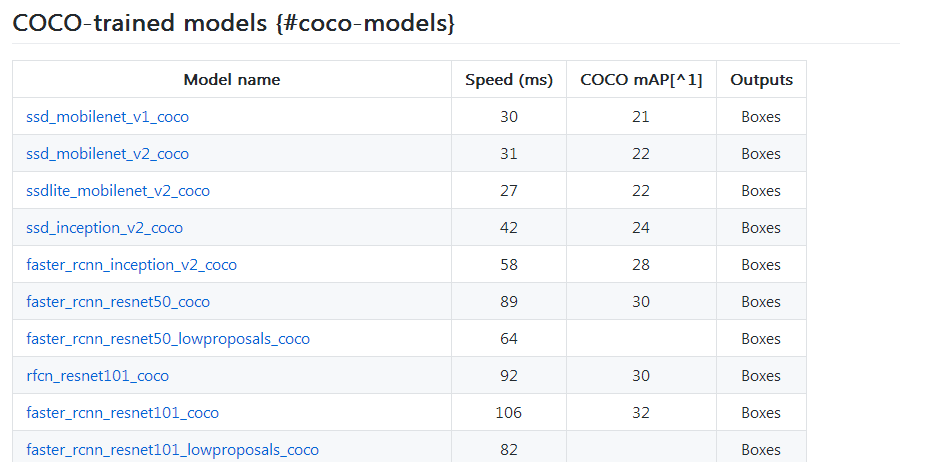 COCO-trained models {#coco-models}
Model name Speed (ms) COCO mAP[^1] Outputs
ssd_mobilenet_v1_coco 30 21 Boxes
ssd_mobilenet_v2_coco 31 22 Boxes
ssdlite_mobilenet_v2_coco 27 22 Boxes
ssd_inception_v2_coco 42 24 Boxes
faster_rcnn_inception_v2_coco 58 28 Boxes
faster_rcnn_resnet50_coco 89 30 Boxes
faster_rcnn_resnet50_lowproposals_coco 64 Boxes
rfcn_resnet101_coco 92 30 Boxes
faster_rcnn_resnet101_coco 106 32 Boxes
faster_rcnn_resnet101_lowproposals_coco 82 Boxes